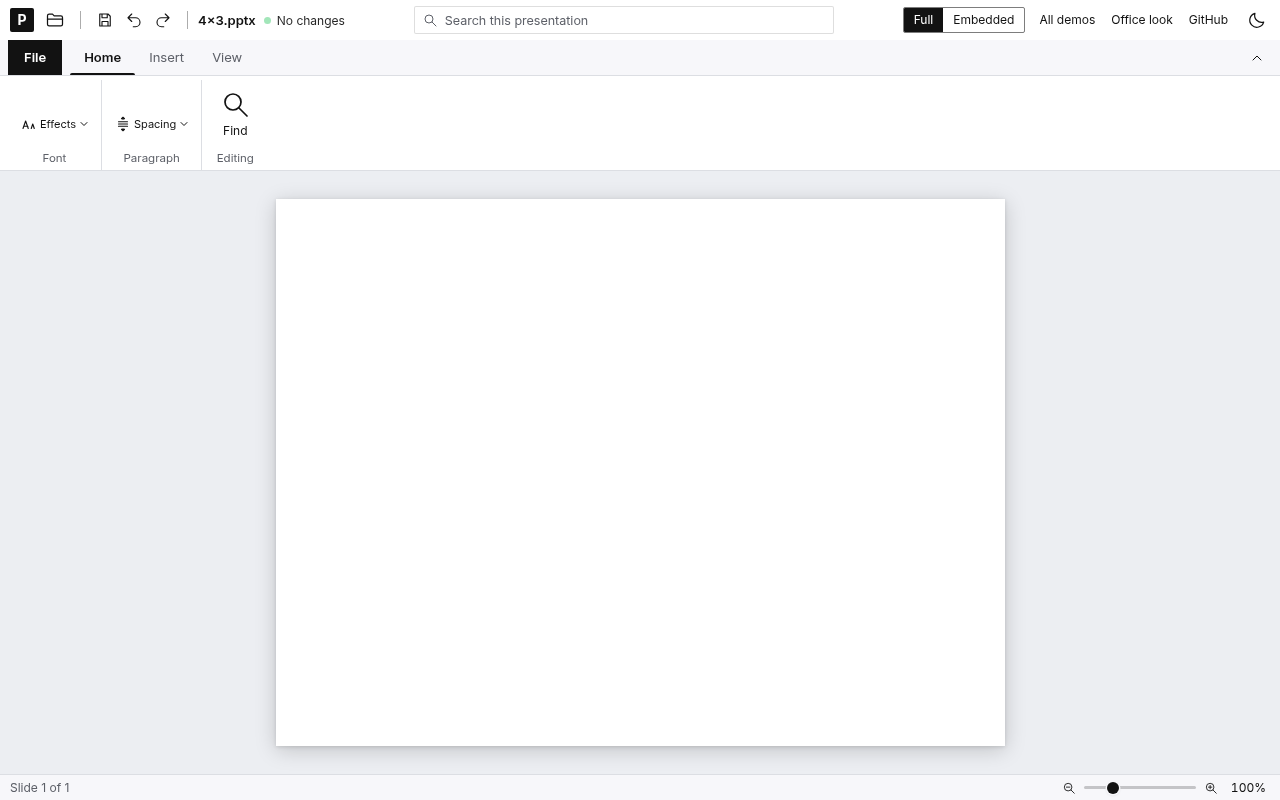 P 4×3.pptx No changes Search this presentation Full Embedded All demos Office look GitHub
File Home Insert View
Effects Spacing Find
Font Paragraph Editing
Slide 1 of 1 100%